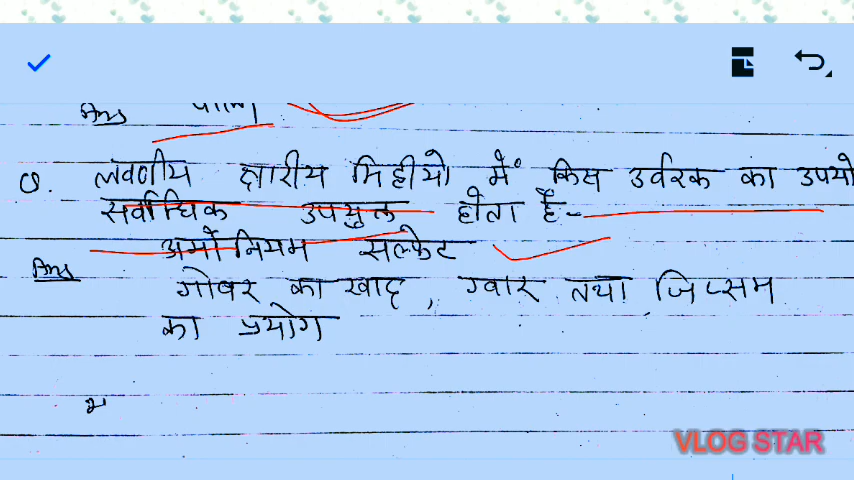 Ans
Q. लवणीय क्षारीय मिट्टीयो में किस उर्वरक का उपयो
सर्वाधिक उपयुक्त होता है-
अमोनियम सल्फेट
Ans
गोबर का खाद, ग्वार तथा जिप्सम
का प्रयोग
VLOG STAR